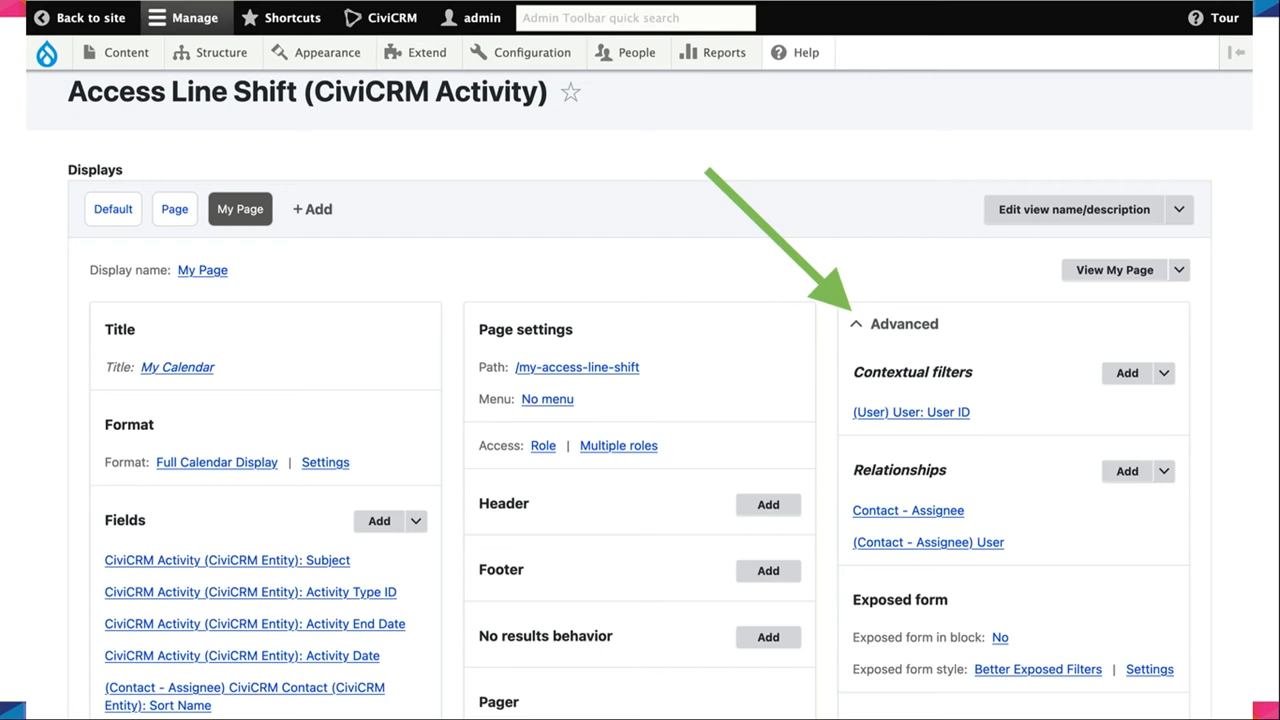 Back to site
Manage
Shortcuts
CiviCRM
admin
Admin Toolbar quick search
Tour
Content
Structure
Appearance
Extend
Configuration
People
Reports
Help
Access Line Shift (CiviCRM Activity)
Displays
Default
Page
My Page
+ Add
Edit view name/description
Display name: My Page
View My Page
Title
Title: My Calendar
Format
Format: Full Calendar Display | Settings
Fields
Add
CiviCRM Activity (CiviCRM Entity): Subject
CiviCRM Activity (CiviCRM Entity): Activity Type ID
CiviCRM Activity (CiviCRM Entity): Activity End Date
CiviCRM Activity (CiviCRM Entity): Activity Date
(Contact - Assignee) CiviCRM Contact (CiviCRM
Entity): Sort Name
Page settings
Path: /my-access-line-shift
Menu: No menu
Access: Role | Multiple roles
Header
Add
Footer
Add
No results behavior
Add
Pager
Advanced
Contextual filters
Add
(User) User: User ID
Relationships
Add
Contact - Assignee
(Contact - Assignee) User
Exposed form
Exposed form in block: No
Exposed form style: Better Exposed Filters | Settings